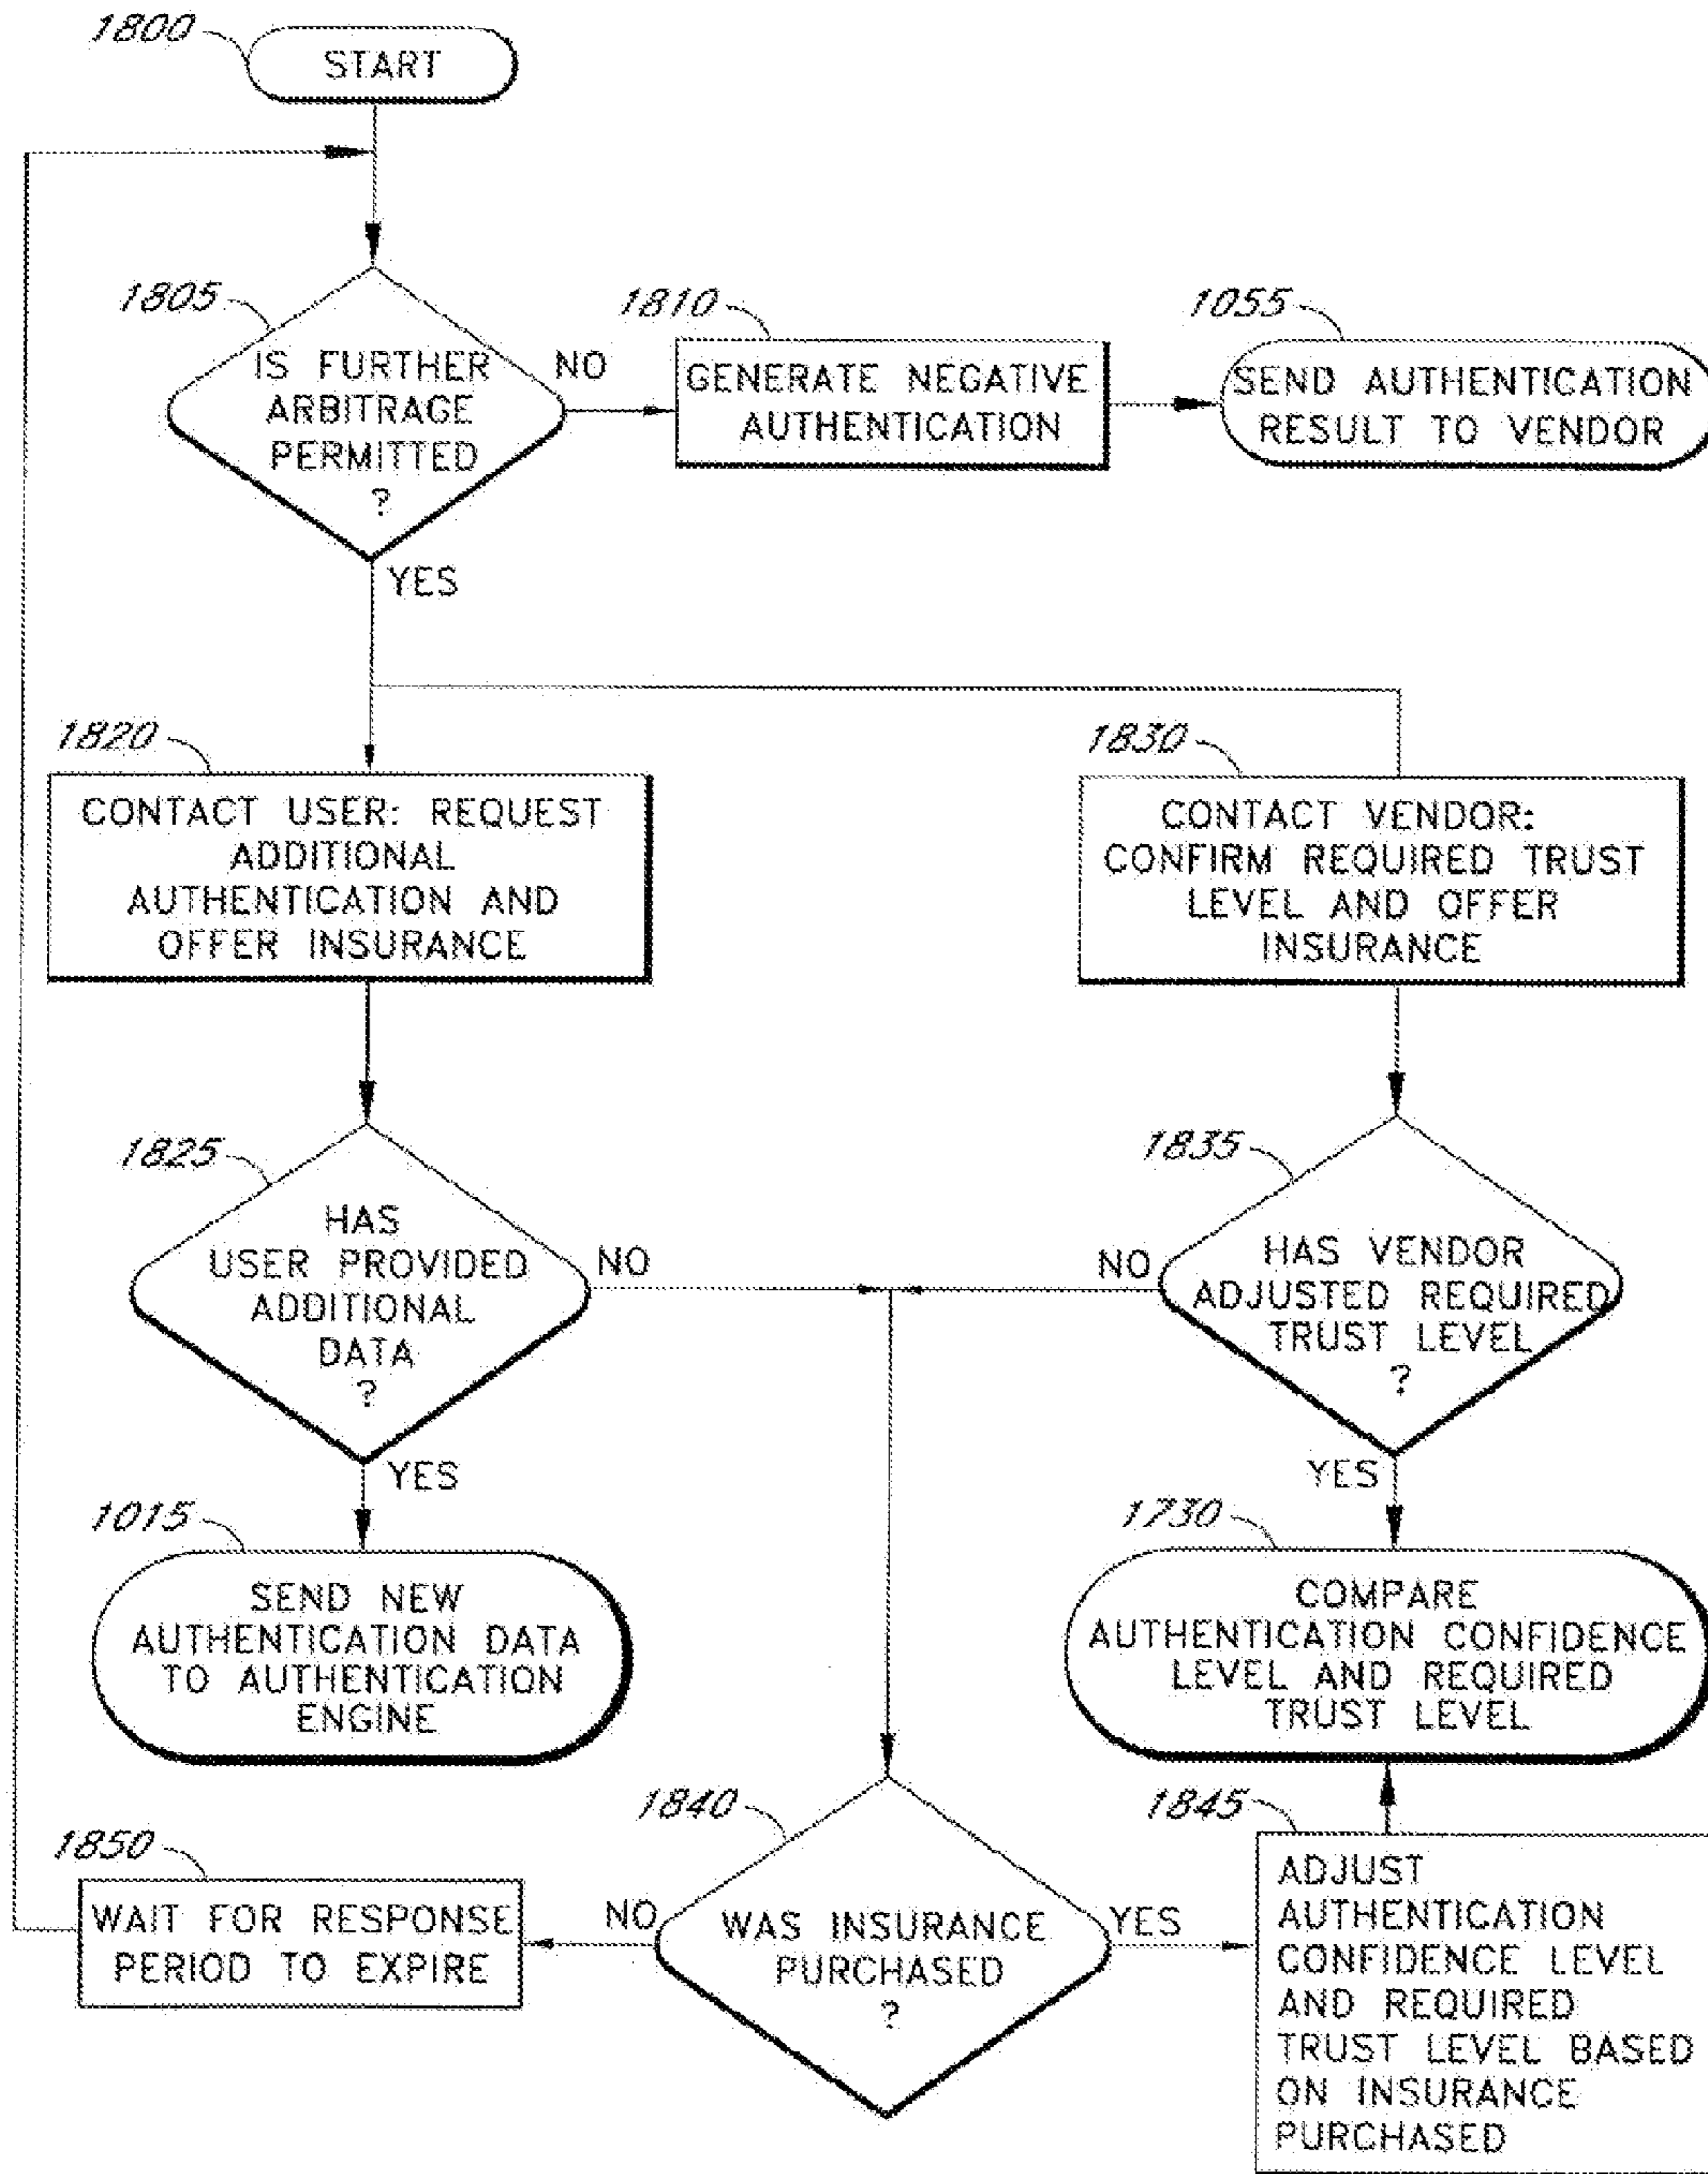 1800
START
1805
IS FURTHER
ARBITRAGE
PERMITTED
?
NO
YES
1810
GENERATE NEGATIVE
AUTHENTICATION
1055
SEND AUTHENTICATION
RESULT TO VENDOR
1820
CONTACT USER: REQUEST
ADDITIONAL
AUTHENTICATION AND
OFFER INSURANCE
1830
CONTACT VENDOR:
CONFIRM REQUIRED TRUST
LEVEL AND OFFER
INSURANCE
1825
HAS
USER PROVIDED
ADDITIONAL
DATA
?
NO
YES
1835
NO
HAS VENDOR
ADJUSTED REQUIRED
TRUST LEVEL
?
YES
1015
SEND NEW
AUTHENTICATION DATA
TO AUTHENTICATION
ENGINE
1730
COMPARE
AUTHENTICATION CONFIDENCE
LEVEL AND REQUIRED
TRUST LEVEL
1850
WAIT FOR RESPONSE
PERIOD TO EXPIRE
1840
NO
WAS INSURANCE
PURCHASED
?
YES
1845
ADJUST
AUTHENTICATION
CONFIDENCE LEVEL
AND REQUIRED
TRUST LEVEL BASED
ON INSURANCE
PURCHASED